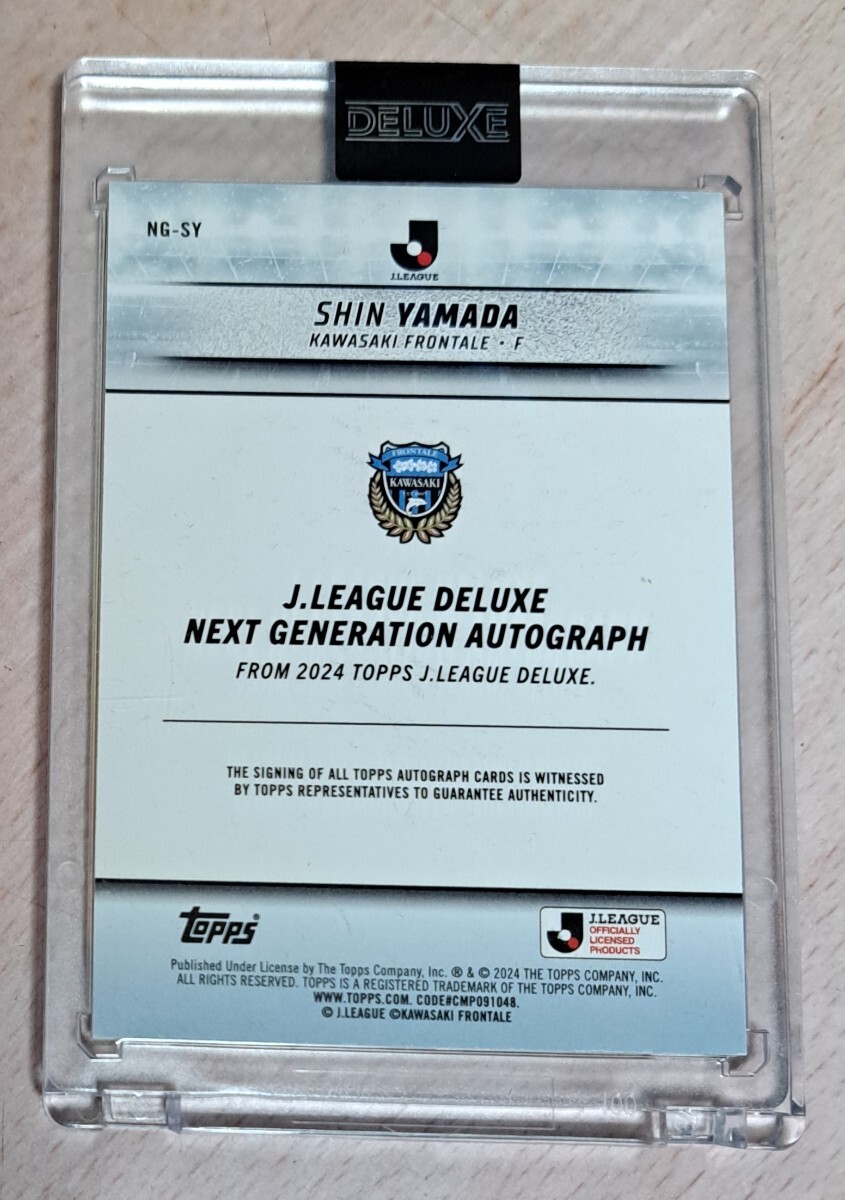 DELUXE
NG-SY
J.LEAGUE
SHIN YAMADA
KAWASAKI FRONTALE • F
FRONTALE
KAWASAKI
J.LEAGUE DELUXE
NEXT GENERATION AUTOGRAPH
FROM 2024 TOPPS J.LEAGUE DELUXE.
THE SIGNING OF ALL TOPPS AUTOGRAPH CARDS IS WITNESSED
BY TOPPS REPRESENTATIVES TO GUARANTEE AUTHENTICITY.
topps®
J.LEAGUE
OFFICIALLY
LICENSED
PRODUCTS
Published Under License by The Topps Company, Inc. ® & © 2024 THE TOPPS COMPANY, INC.
ALL RIGHTS RESERVED. TOPPS IS A REGISTERED TRADEMARK OF THE TOPPS COMPANY, INC.
WWW.TOPPS.COM. CODE#CMP091048.
© J.LEAGUE ©KAWASAKI FRONTALE